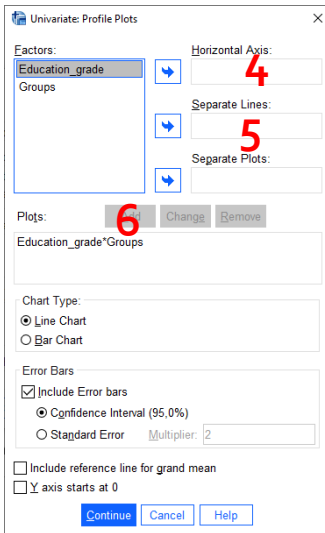 Univariate: Profile Plots
Factors:
Education_grade
Groups
Horizontal Axis:
4
Separate Lines:
5
Separate Plots:
Plots:
6
Change
Remove
Education_grade*Groups
Chart Type:
Line Chart
Bar Chart
Error Bars
Include Error bars
Confidence Interval (95,0%)
Standard Error
Multiplier: 2
Include reference line for grand mean
Y axis starts at 0
Continue
Cancel
Help